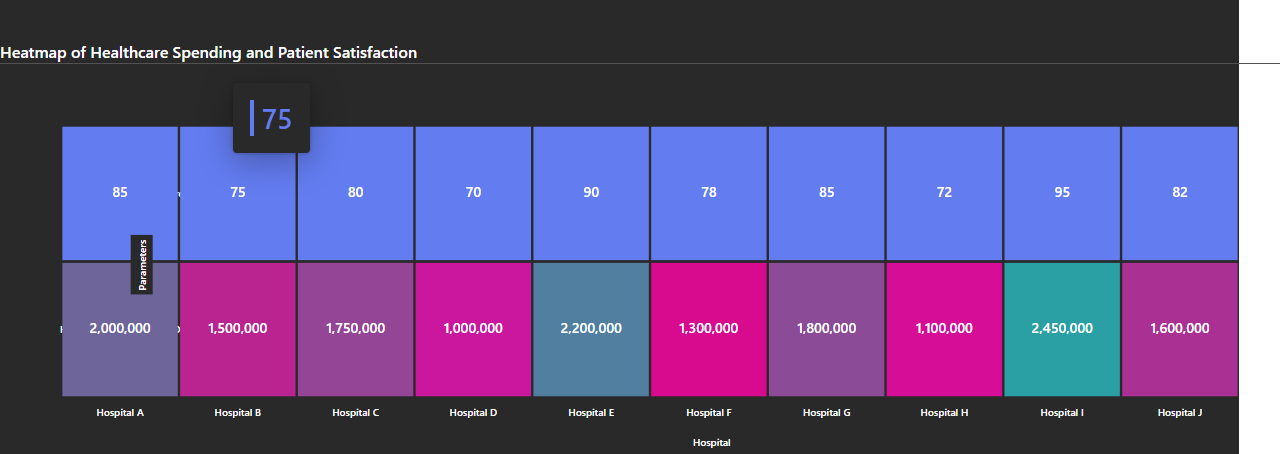 Heatmap of Healthcare Spending and Patient Satisfaction
75
85 75 80 70 90 78 85 72 95 82
Parameters
2,000,000 1,500,000 1,750,000 1,000,000 2,200,000 1,300,000 1,800,000 1,100,000 2,450,000 1,600,000
Hospital A Hospital B Hospital C Hospital D Hospital E Hospital F Hospital G Hospital H Hospital I Hospital J
Hospital